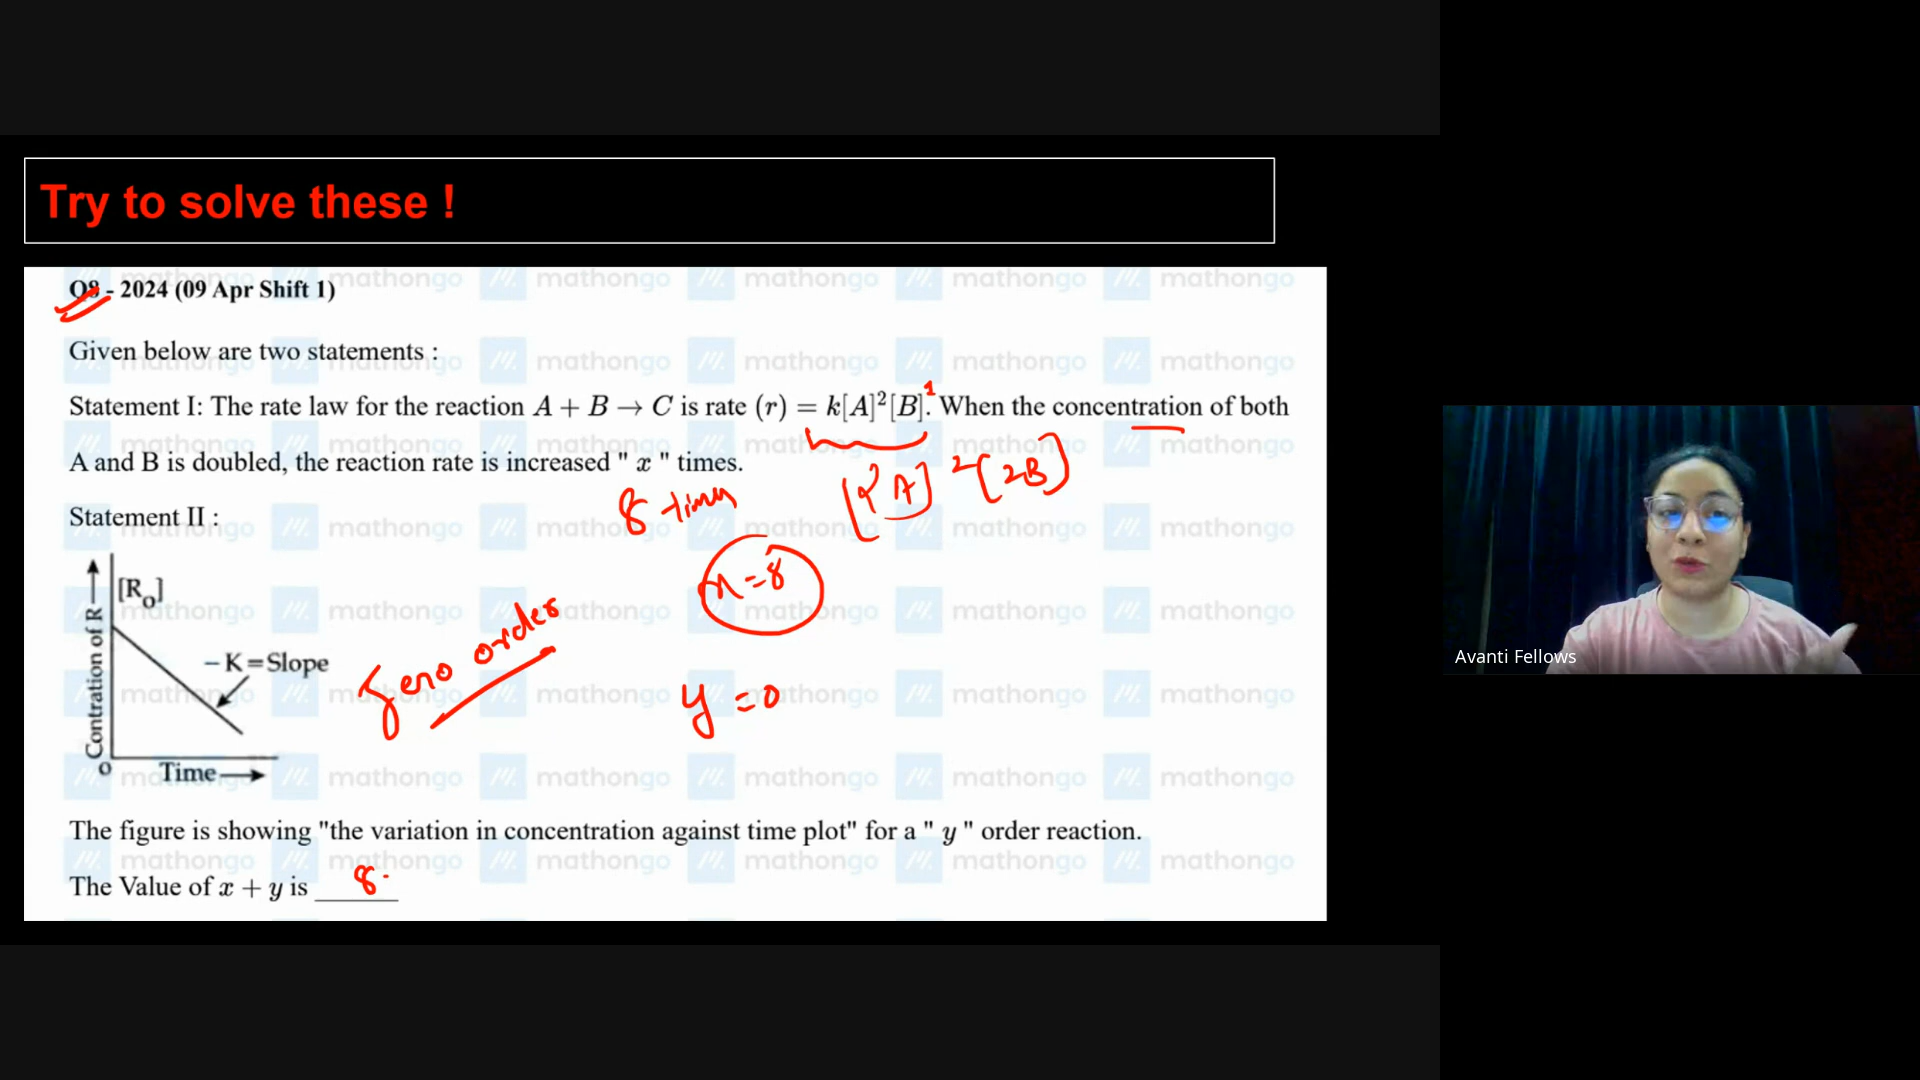 Try to solve these !
Q8 - 2024 (09 Apr Shift 1)
Given below are two statements :
Statement I: The rate law for the reaction A + B → C is rate (r) = k[A]²[B].¹ When the concentration of both
A and B is doubled, the reaction rate is increased " x " times.
8 times
[2A]²[2B]
Statement II :
x = 8
[R₀]
Contration of R
−K=Slope
Zero order
y = 0
O
Time
The figure is showing "the variation in concentration against time plot" for a " y " order reaction.
The Value of x + y is 8.
Avanti Fellows
mathongo